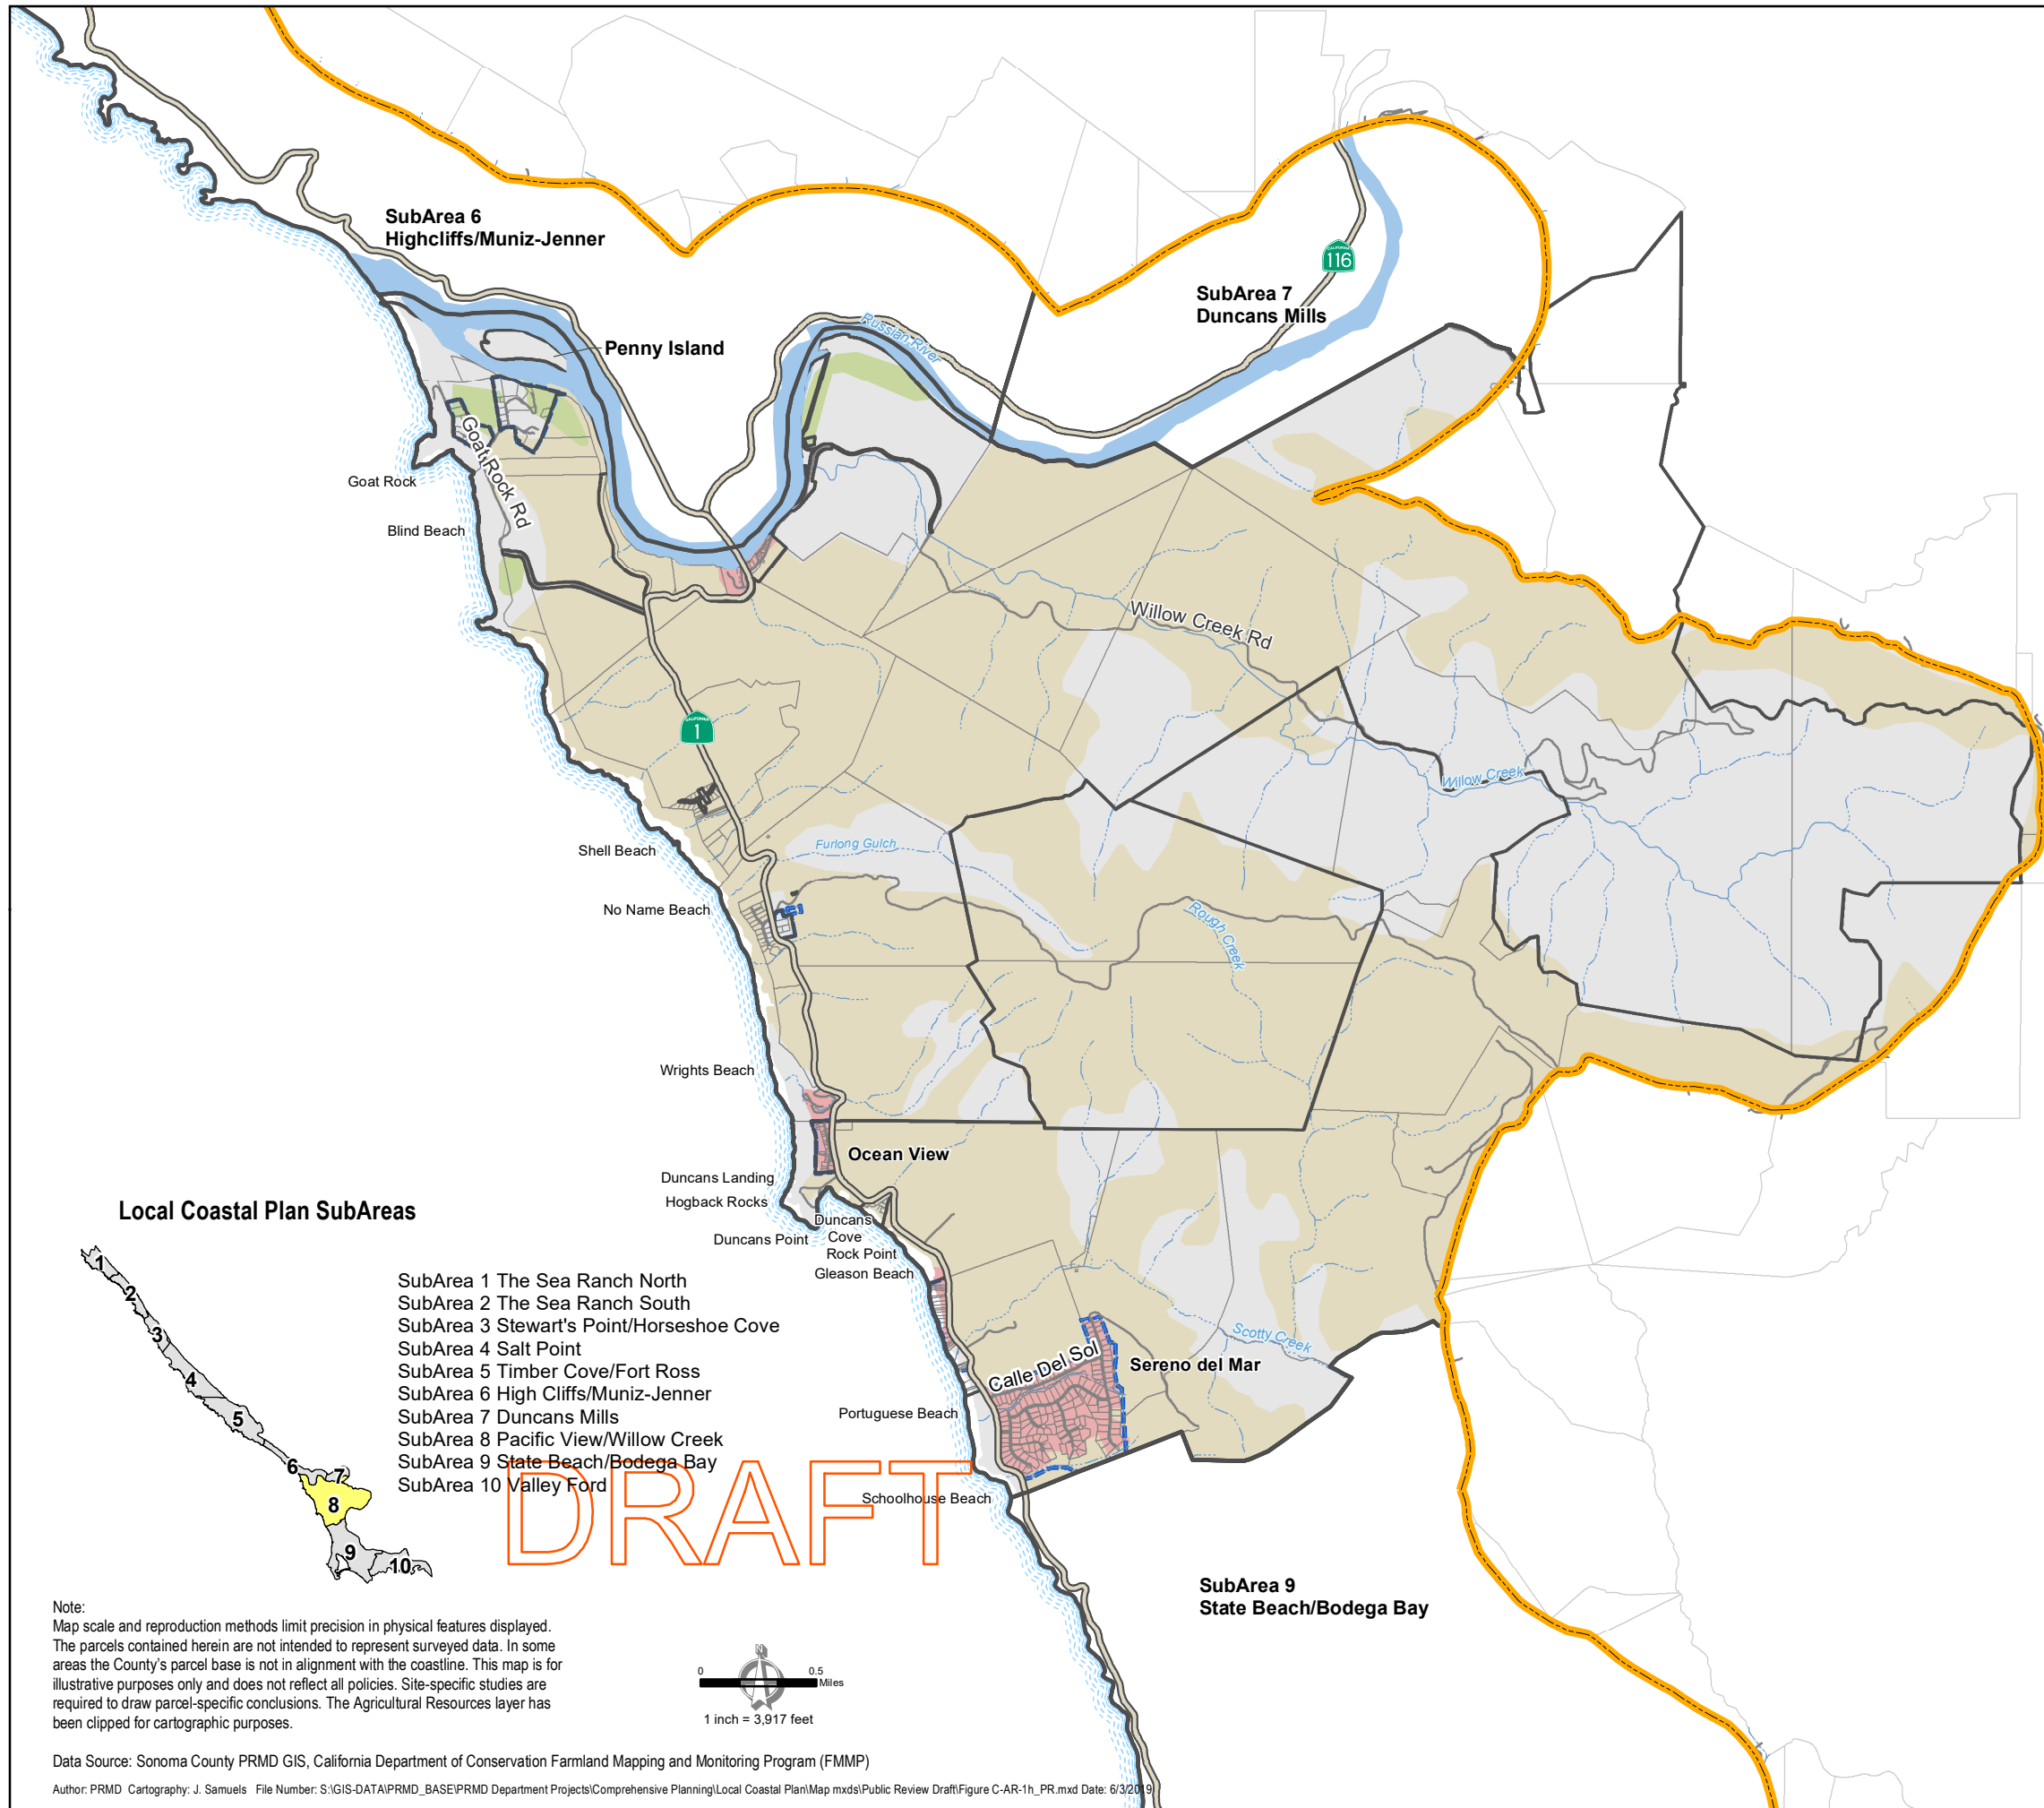 SubArea 6
Highcliffs/Muniz-Jenner
CALIFORNIA
116
SubArea 7
Duncans Mills
Russian River
Penny Island
Goat Rock Rd
Goat Rock
Blind Beach
Willow Creek Rd
CALIFORNIA
1
Willow Creek
Shell Beach
Furlong Gulch
No Name Beach
Rough Creek
Wrights Beach
Ocean View
Duncans Landing
Hogback Rocks
Duncans Point
Duncans
Cove
Rock Point
Gleason Beach
Scotty Creek
Calle Del Sol
Sereno del Mar
Portuguese Beach
Schoolhouse Beach
SubArea 9
State Beach/Bodega Bay
Local Coastal Plan SubAreas
1
2
3
4
5
6
7
8
9
10
SubArea 1 The Sea Ranch North
SubArea 2 The Sea Ranch South
SubArea 3 Stewart's Point/Horseshoe Cove
SubArea 4 Salt Point
SubArea 5 Timber Cove/Fort Ross
SubArea 6 High Cliffs/Muniz-Jenner
SubArea 7 Duncans Mills
SubArea 8 Pacific View/Willow Creek
SubArea 9 State Beach/Bodega Bay
SubArea 10 Valley Ford
DRAFT
Note:
Map scale and reproduction methods limit precision in physical features displayed.
The parcels contained herein are not intended to represent surveyed data. In some
areas the County's parcel base is not in alignment with the coastline. This map is for
illustrative purposes only and does not reflect all policies. Site-specific studies are
required to draw parcel-specific conclusions. The Agricultural Resources layer has
been clipped for cartographic purposes.
N
0 0.5
Miles
1 inch = 3,917 feet
Data Source: Sonoma County PRMD GIS, California Department of Conservation Farmland Mapping and Monitoring Program (FMMP)
Author: PRMD Cartography: J. Samuels File Number: S:\GIS-DATA\PRMD_BASE\PRMD Department Projects\Comprehensive Planning\Local Coastal Plan\Map mxds\Public Review Draft\Figure C-AR-1h_PR.mxd Date: 6/3/2019